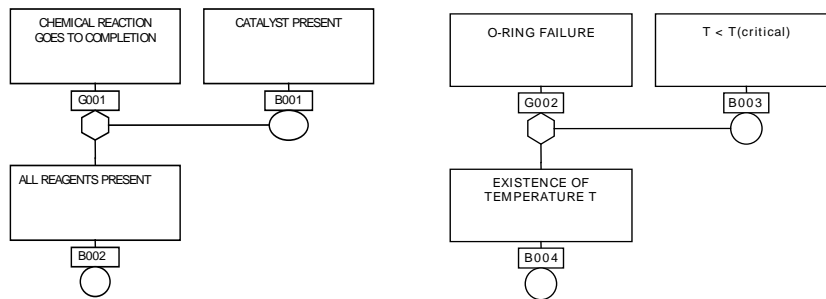 CHEMICAL REACTION
GOES TO COMPLETION
CATALYST PRESENT
G001
B001
ALL REAGENTS PRESENT
B002
O-RING FAILURE
T < T(critical)
G002
B003
EXISTENCE OF
TEMPERATURE T
B004